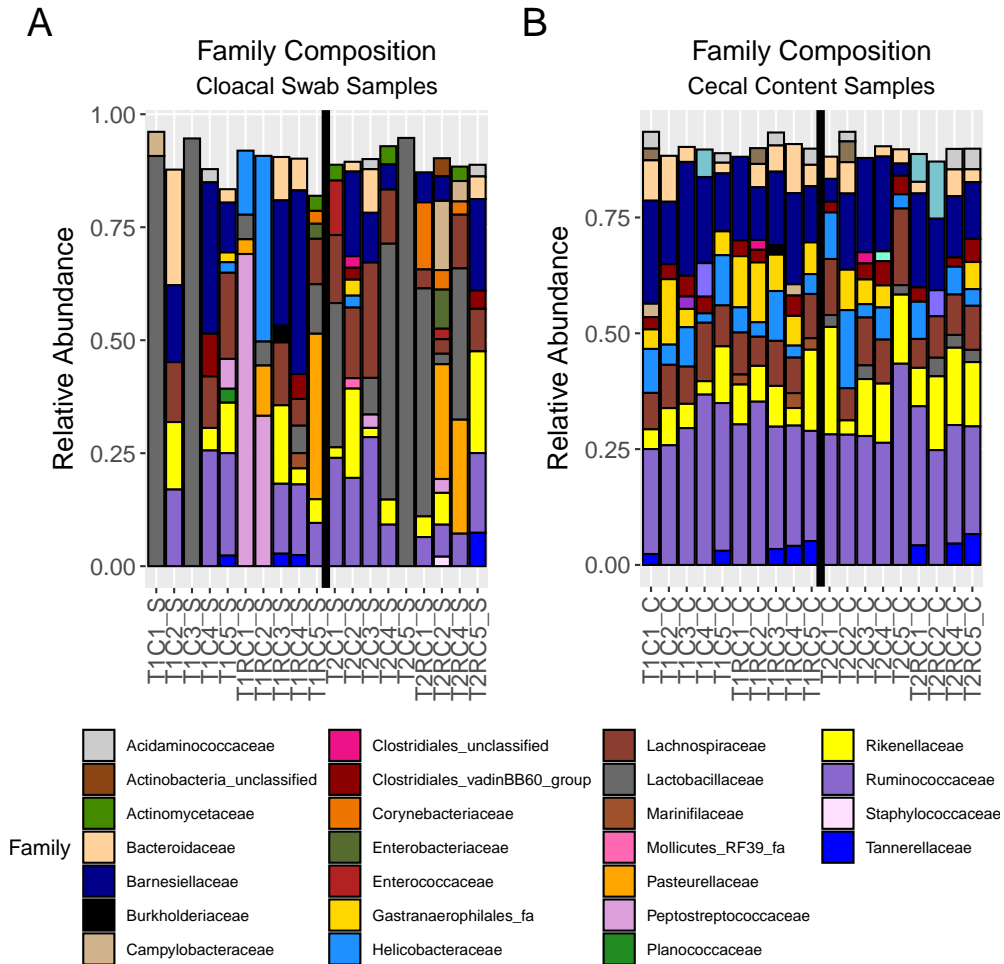 A
Family Composition
Cloacal Swab Samples
Relative Abundance
1.00
0.75
0.50
0.25
0.00
T1C1_S
T1C2_S
T1C3_S
T1C4_S
T1C5_S
T1RC1_S
T1RC2_S
T1RC3_S
T1RC4_S
T1RC5_S
T2C1_S
T2C2_S
T2C3_S
T2C4_S
T2C5_S
T2RC1_S
T2RC2_S
T2RC4_S
T2RC5_S
B
Family Composition
Cecal Content Samples
Relative Abundance
0.75
0.50
0.25
0.00
T1C1_C
T1C2_C
T1C3_C
T1C4_C
T1C5_C
T1RC1_C
T1RC2_C
T1RC3_C
T1RC4_C
T1RC5_C
T2C1_C
T2C2_C
T2C3_C
T2C4_C
T2C5_C
T2RC1_C
T2RC2_C
T2RC4_C
T2RC5_C
Family
Acidaminococcaceae
Actinobacteria_unclassified
Actinomycetaceae
Bacteroidaceae
Barnesiellaceae
Burkholderiaceae
Campylobacteraceae
Clostridiales_unclassified
Clostridiales_vadinBB60_group
Corynebacteriaceae
Enterobacteriaceae
Enterococcaceae
Gastranaerophilales_fa
Helicobacteraceae
Lachnospiraceae
Lactobacillaceae
Marinifilaceae
Mollicutes_RF39_fa
Pasteurellaceae
Peptostreptococcaceae
Planococcaceae
Rikenellaceae
Ruminococcaceae
Staphylococcaceae
Tannerellaceae